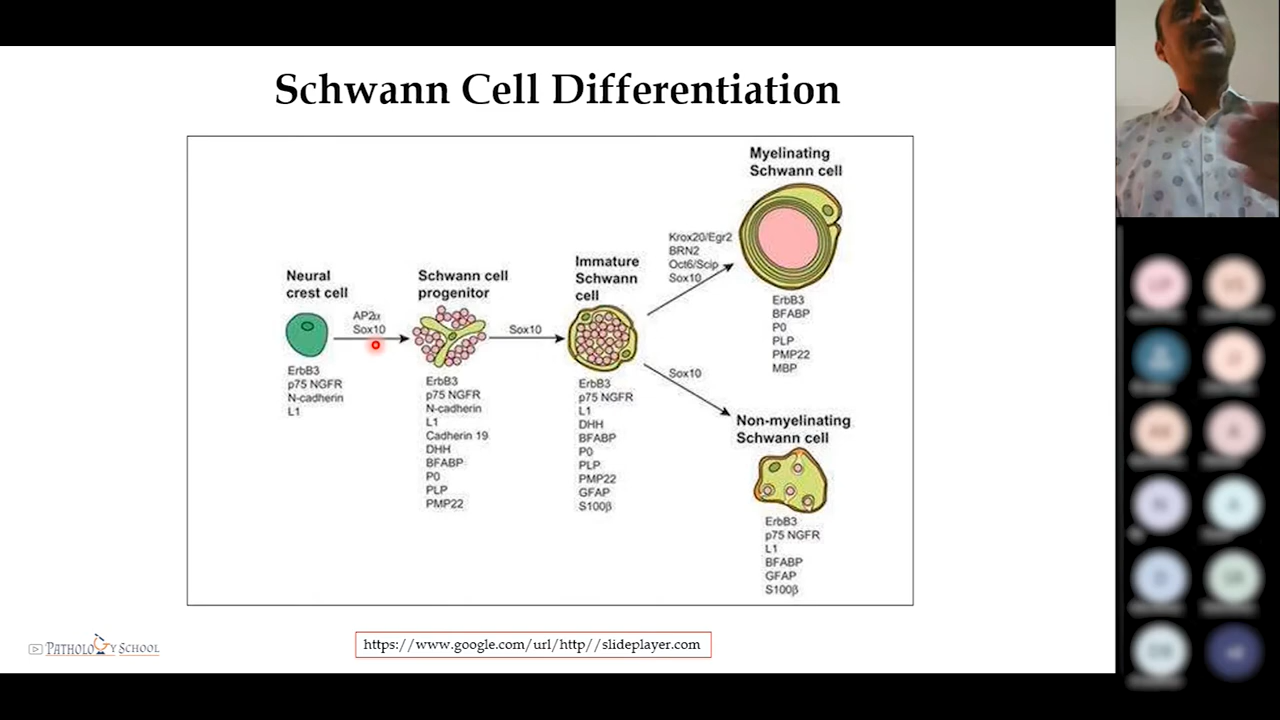 Schwann Cell Differentiation
Neural
crest cell
ErbB3
p75 NGFR
N-cadherin
L1
AP2α
Sox10
Schwann cell
progenitor
ErbB3
p75 NGFR
N-cadherin
L1
Cadherin 19
DHH
BFABP
P0
PLP
PMP22
Sox10
Immature
Schwann
cell
ErbB3
p75 NGFR
L1
DHH
BFABP
P0
PLP
PMP22
GFAP
S100β
Krox20/Egr2
BRN2
Oct6/Scip
Sox10
Myelinating
Schwann cell
ErbB3
BFABP
P0
PLP
PMP22
MBP
Sox10
Non-myelinating
Schwann cell
ErbB3
p75 NGFR
L1
BFABP
GFAP
S100β
PATHOLOGY SCHOOL
https://www.google.com/url/http//slideplayer.com